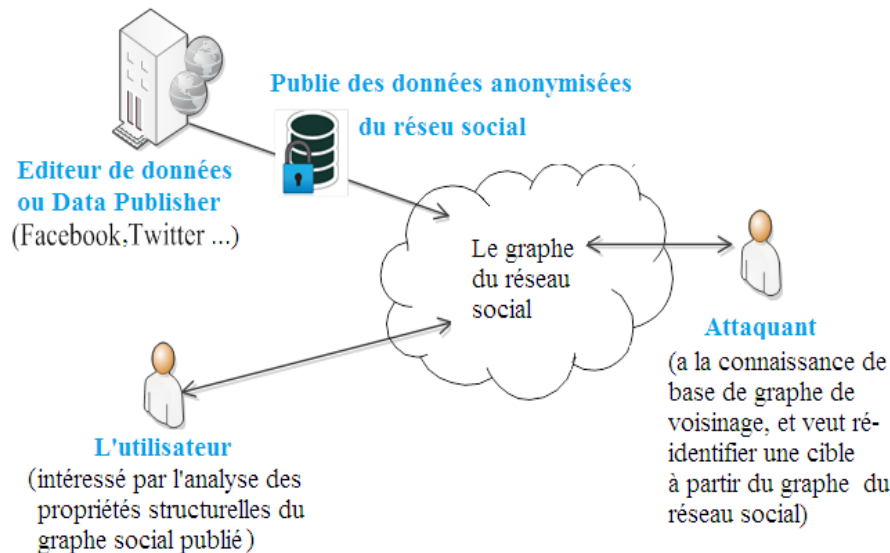 Publie des données anonymisées
du réseu social
Editeur de données
ou Data Publisher
(Facebook,Twitter ...)
Le graphe
du réseau
social
Attaquant
(a la connaissance de
base de graphe de
voisinage, et veut ré-
identifier une cible
à partir du graphe du
réseau social)
L'utilisateur
(intéressé par l'analyse des
propriétés structurelles du
graphe social publié )